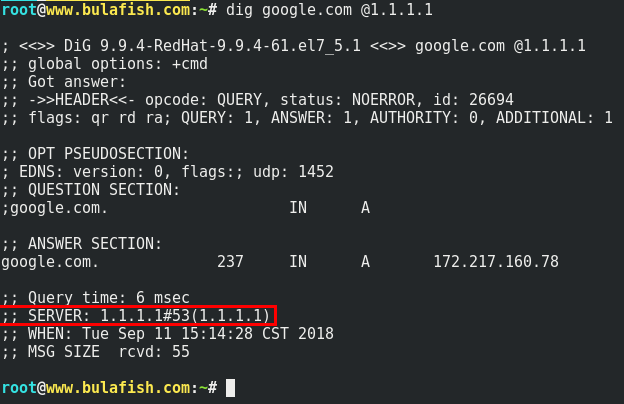 root@www.bulafish.com:~# dig google.com @1.1.1.1
; <<>> DiG 9.9.4-RedHat-9.9.4-61.el7_5.1 <<>> google.com @1.1.1.1
;; global options: +cmd
;; Got answer:
;; ->>HEADER<<- opcode: QUERY, status: NOERROR, id: 26694
;; flags: qr rd ra; QUERY: 1, ANSWER: 1, AUTHORITY: 0, ADDITIONAL: 1
;; OPT PSEUDOSECTION:
; EDNS: version: 0, flags:; udp: 1452
;; QUESTION SECTION:
;google.com. IN A
;; ANSWER SECTION:
google.com. 237 IN A 172.217.160.78
;; Query time: 6 msec
;; SERVER: 1.1.1.1#53(1.1.1.1)
;; WHEN: Tue Sep 11 15:14:28 CST 2018
;; MSG SIZE rcvd: 55
root@www.bulafish.com:~#